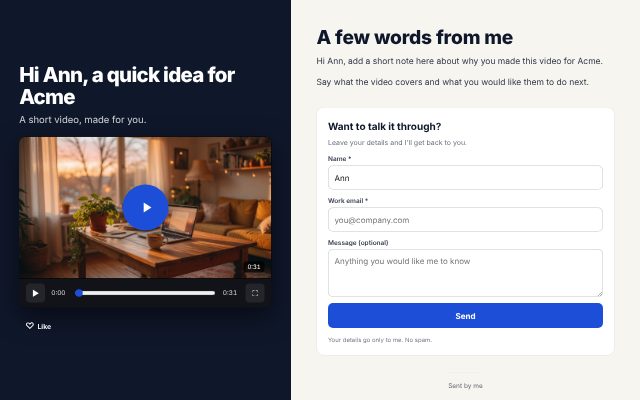 Hi Ann, a quick idea for
Acme
A short video, made for you.
0:31
0:00
0:31
Like
A few words from me
Hi Ann, add a short note here about why you made this video for Acme.
Say what the video covers and what you would like them to do next.
Want to talk it through?
Leave your details and I'll get back to you.
Name *
Ann
Work email *
you@company.com
Message (optional)
Anything you would like me to know
Send
Your details go only to me. No spam.
Sent by me